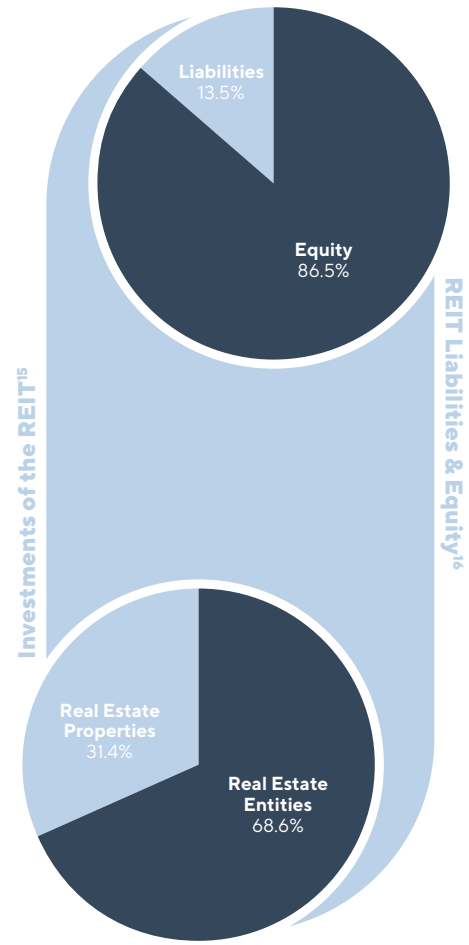 Liabilities
13.5%
Equity
86.5%
REIT Liabilities & Equity¹⁶
Investments of the REIT¹⁵
Real Estate
Properties
31.4%
Real Estate
Entities
68.6%